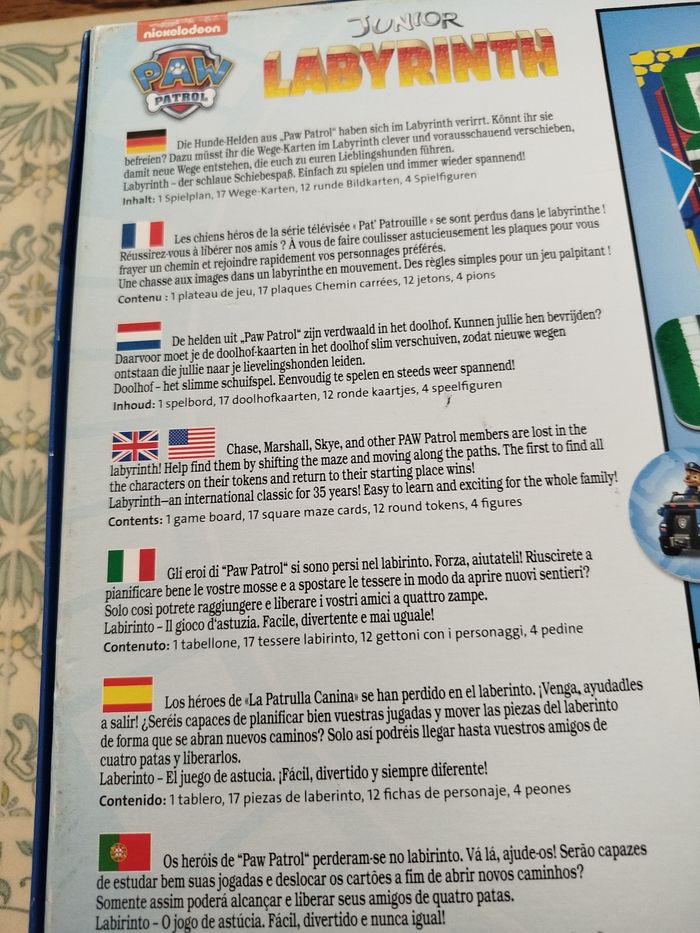 nickelodeon
PAW
PATROL
JUNIOR
LABYRINTH
Die Hunde-Helden aus „Paw Patrol“ haben sich im Labyrinth verirrt. Könnt ihr sie
befreien? Dazu müsst ihr die Wege-Karten im Labyrinth clever und vorausschauend verschieben,
damit neue Wege entstehen, die euch zu euren Lieblingshunden führen.
Labyrinth – der schlaue Schiebespaß. Einfach zu spielen und immer wieder spannend!
Inhalt: 1 Spielplan, 17 Wege-Karten, 12 runde Bildkarten, 4 Spielfiguren
Les chiens héros de la série télévisée « Pat' Patrouille » se sont perdus dans le labyrinthe !
Réussirez-vous à libérer nos amis ? À vous de faire coulisser astucieusement les plaques pour vous
frayer un chemin et rejoindre rapidement vos personnages préférés.
Une chasse aux images dans un labyrinthe en mouvement. Des règles simples pour un jeu palpitant !
Contenu : 1 plateau de jeu, 17 plaques Chemin carrées, 12 jetons, 4 pions
De helden uit „Paw Patrol“ zijn verdwaald in het doolhof. Kunnen jullie hen bevrijden?
Daarvoor moet je de doolhof-kaarten in het doolhof slim verschuiven, zodat nieuwe wegen
ontstaan die jullie naar je lievelingshonden leiden.
Doolhof – het slimme schuifspel. Eenvoudig te spelen en steeds weer spannend!
Inhoud: 1 spelbord, 17 doolhofkaarten, 12 ronde kaartjes, 4 speelfiguren
Chase, Marshall, Skye, and other PAW Patrol members are lost in the
labyrinth! Help find them by shifting the maze and moving along the paths. The first to find all
the characters on their tokens and return to their starting place wins!
Labyrinth—an international classic for 35 years! Easy to learn and exciting for the whole family!
Contents: 1 game board, 17 square maze cards, 12 round tokens, 4 figures
Gli eroi di “Paw Patrol“ si sono persi nel labirinto. Forza, aiutateli! Riuscirete a
pianificare bene le vostre mosse e a spostare le tessere in modo da aprire nuovi sentieri?
Solo così potrete raggiungere e liberare i vostri amici a quattro zampe.
Labirinto – Il gioco d'astuzia. Facile, divertente e mai uguale!
Contenuto: 1 tabellone, 17 tessere labirinto, 12 gettoni con i personaggi, 4 pedine
Los héroes de «La Patrulla Canina» se han perdido en el laberinto. ¡Venga, ayudadles
a salir! ¿Seréis capaces de planificar bien vuestras jugadas y mover las piezas del laberinto
de forma que se abran nuevos caminos? Solo así podréis llegar hasta vuestros amigos de
cuatro patas y liberarlos.
Laberinto – El juego de astucia. ¡Fácil, divertido y siempre diferente!
Contenido: 1 tablero, 17 piezas de laberinto, 12 fichas de personaje, 4 peones
Os heróis de “Paw Patrol“ perderam-se no labirinto. Vá lá, ajude-os! Serão capazes
de estudar bem suas jogadas e deslocar os cartões a fim de abrir novos caminhos?
Somente assim poderá alcançar e liberar seus amigos de quatro patas.
Labirinto – O jogo de astúcia. Fácil, divertido e nunca igual!